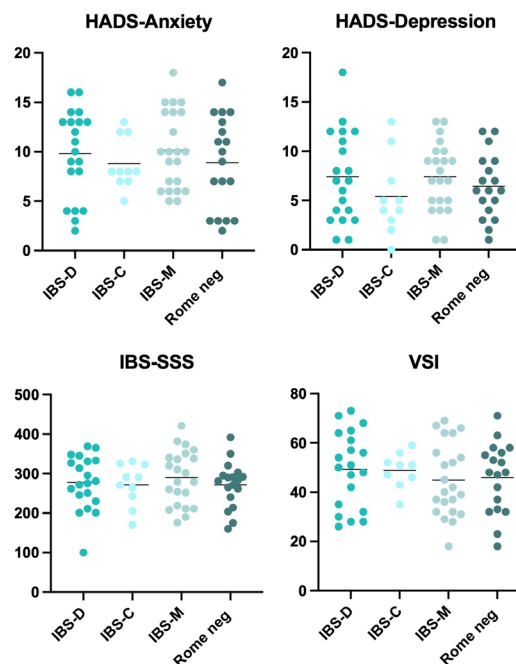 HADS-Anxiety
20
15
10
5
0
IBS-D
IBS-C
IBS-M
Rome neg
HADS-Depression
20
15
10
5
0
IBS-D
IBS-C
IBS-M
Rome neg
IBS-SSS
500
400
300
200
100
0
IBS-D
IBS-C
IBS-M
Rome neg
VSI
80
60
40
20
0
IBS-D
IBS-C
IBS-M
Rome neg